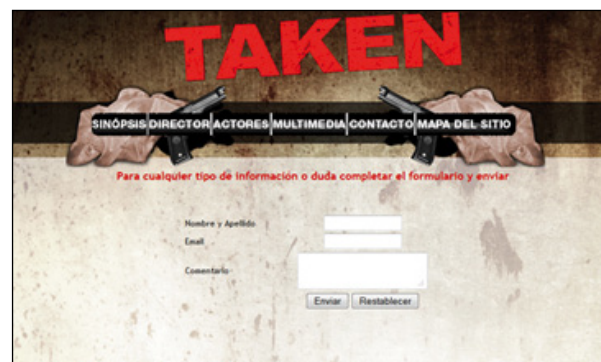 TAKEN
SINÓPSIS DIRECTOR ACTORES MULTIMEDIA CONTACTO MAPA DEL SITIO
Para cualquier tipo de información o duda completar el formulario y enviar
Nombre y Apellido
Email
Comentario
Enviar Restablecer